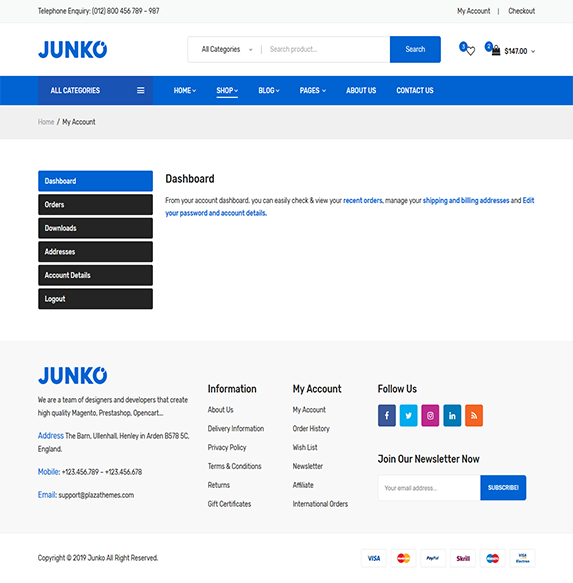 Telephone Enquiry: (012) 800 456 789 - 987
My Account | Checkout
JUNKO
All Categories | Search product... Search
3 2 $147.00
ALL CATEGORIES HOME SHOP BLOG PAGES ABOUT US CONTACT US
Home / My Account
Dashboard
Orders
Downloads
Addresses
Account Details
Logout
Dashboard
From your account dashboard. you can easily check & view your recent orders, manage your shipping and billing addresses and Edit
your password and account details.
JUNKO
We are a team of designers and developers that create
high quality Magento, Prestashop, Opencart...
Address The Barn, Ullenhall, Henley in Arden B578 5C,
England.
Mobile: +123.456.789 - +123.456.678
Email: support@plazathemes.com
Information
About Us
Delivery Information
Privacy Policy
Terms & Conditions
Returns
Gift Certificates
My Account
My Account
Order History
Wish List
Newsletter
Affiliate
International Orders
Follow Us
Join Our Newsletter Now
Your email address... SUBSCRIBE!
Copyright © 2019 Junko All Right Reserved.
VISA MasterCard PayPal Skrill Maestro VISA Electron